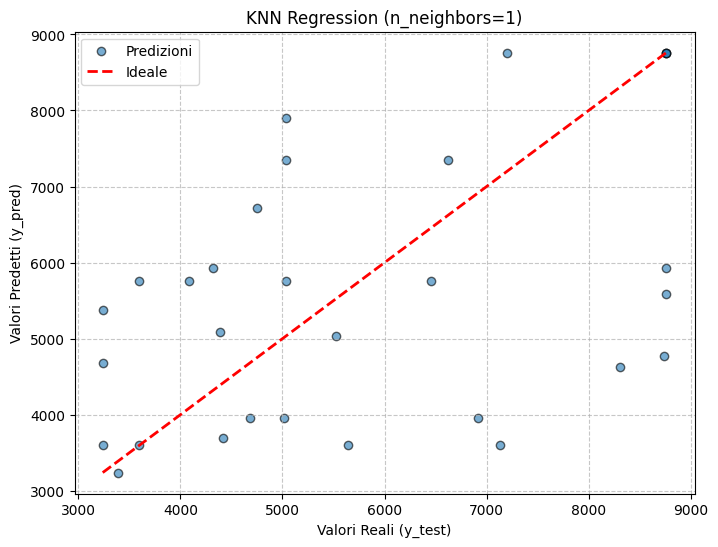 KNN Regression (n_neighbors=1)
Predizioni
Ideale
9000
8000
7000
6000
5000
4000
3000
Valori Predetti (y_pred)
3000 4000 5000 6000 7000 8000 9000
Valori Reali (y_test)